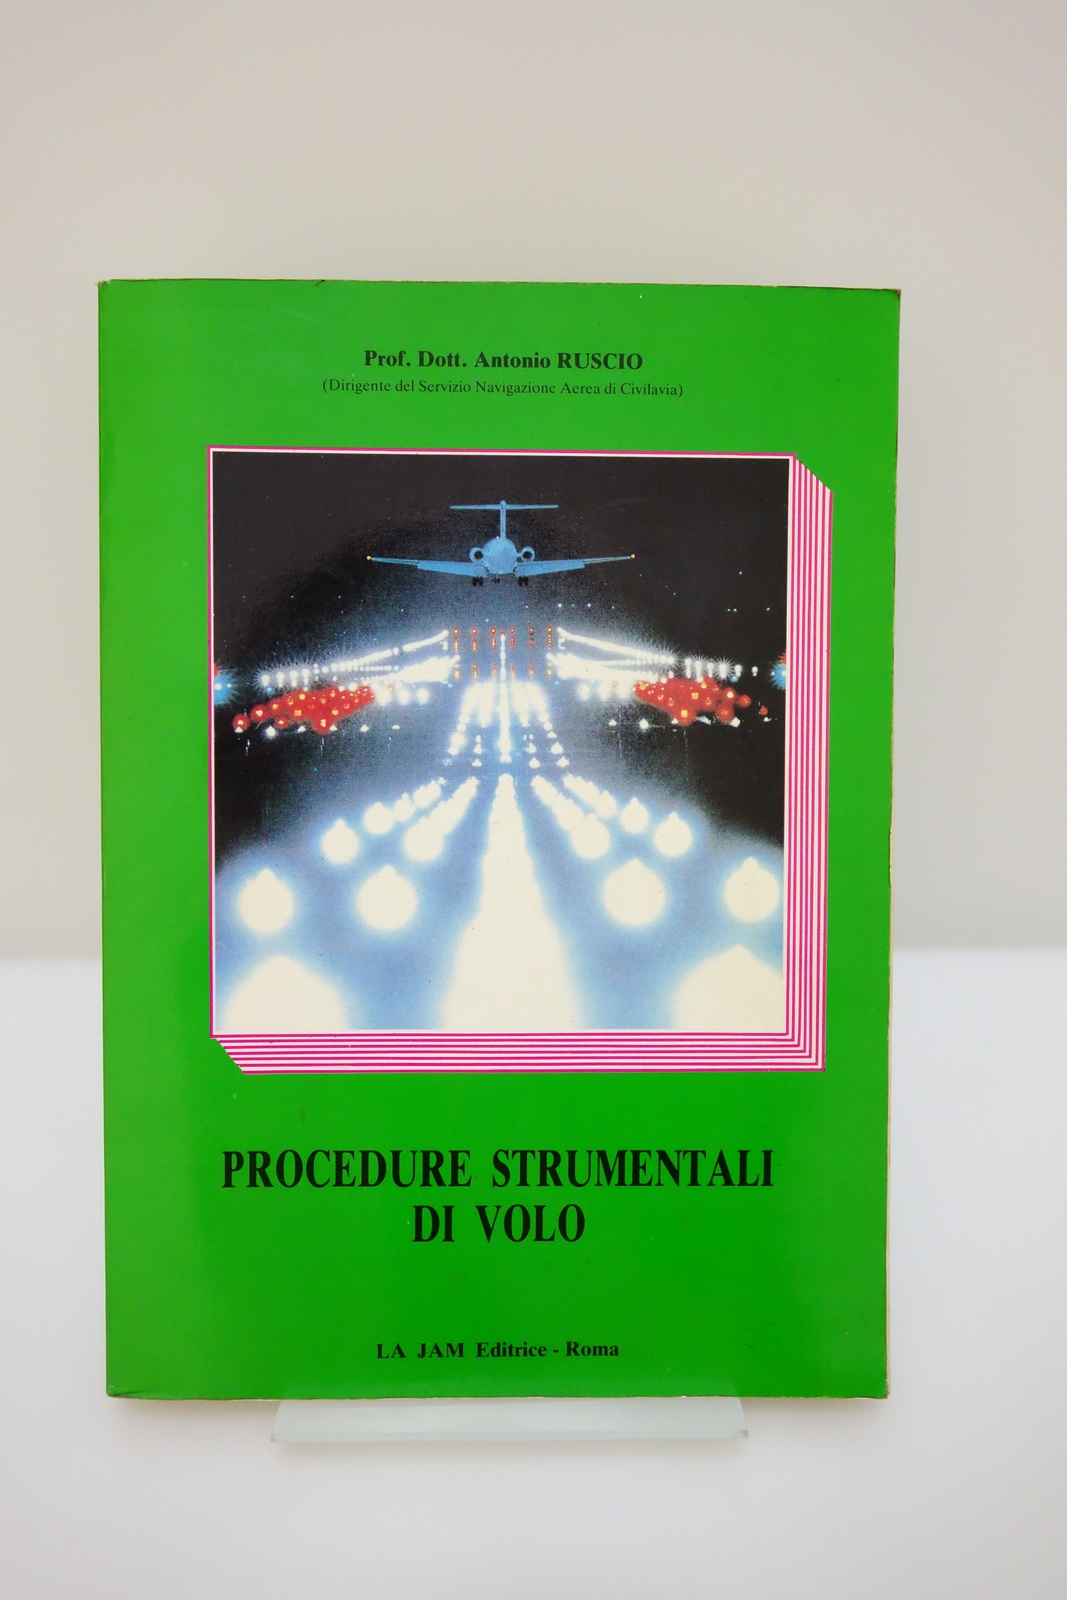 Prof. Dott. Antonio RUSCIO
(Dirigente del Servizio Navigazione Aerea di Civilavia)
PROCEDURE STRUMENTALI
DI VOLO
LA JAM Editrice - Roma